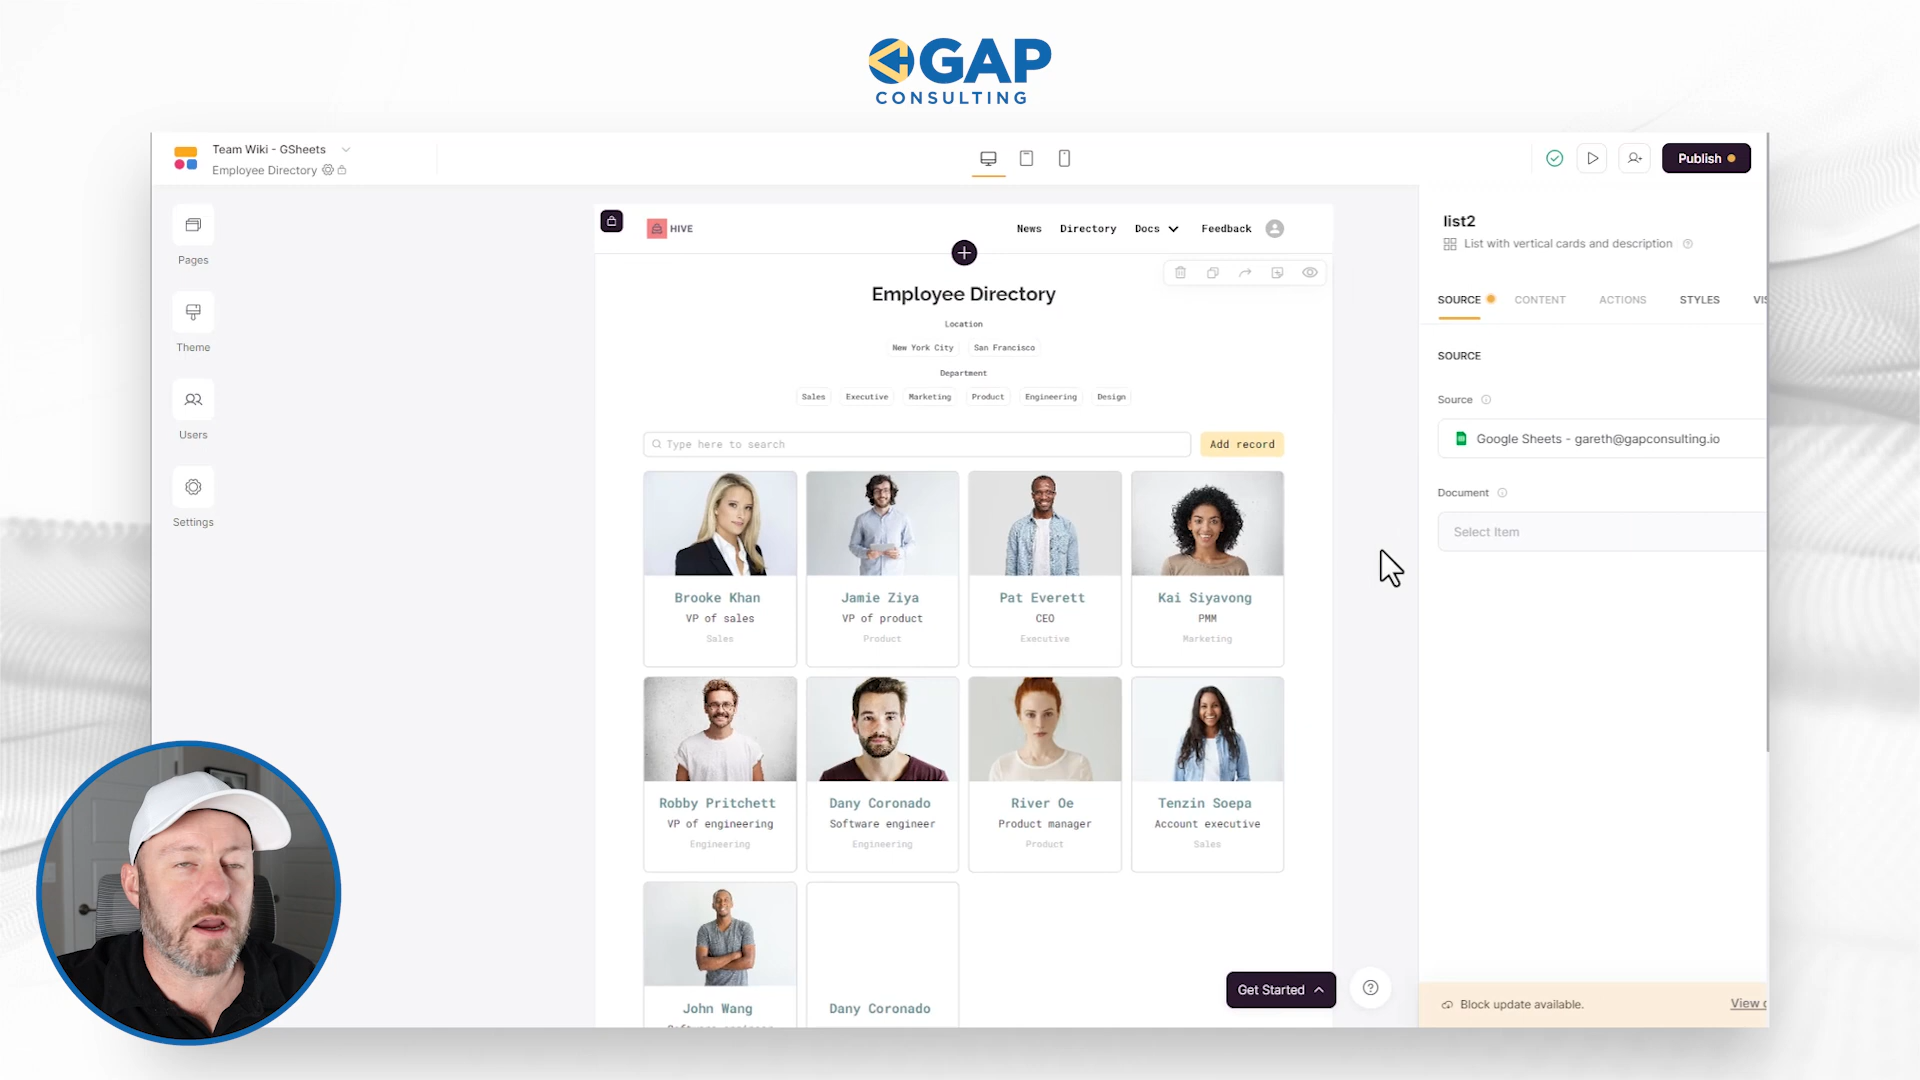 GAP
CONSULTING
Team Wiki - GSheets
Employee Directory
Publish
Pages
Theme
Users
Settings
HIVE
News Directory Docs Feedback
Employee Directory
Location
New York City San Francisco
Department
Sales Executive Marketing Product Engineering Design
Type here to search Add record
Brooke Khan
VP of sales
Sales
Jamie Ziya
VP of product
Product
Pat Everett
CEO
Executive
Kai Siyavong
PMM
Marketing
Robby Pritchett
VP of engineering
Engineering
Dany Coronado
Software engineer
Engineering
River Oe
Product manager
Product
Tenzin Soepa
Account executive
Sales
John Wang
Dany Coronado
Get Started
list2
List with vertical cards and description
SOURCE CONTENT ACTIONS STYLES VIS
SOURCE
Source
Google Sheets - gareth@gapconsulting.io
Document
Select Item
Block update available. View